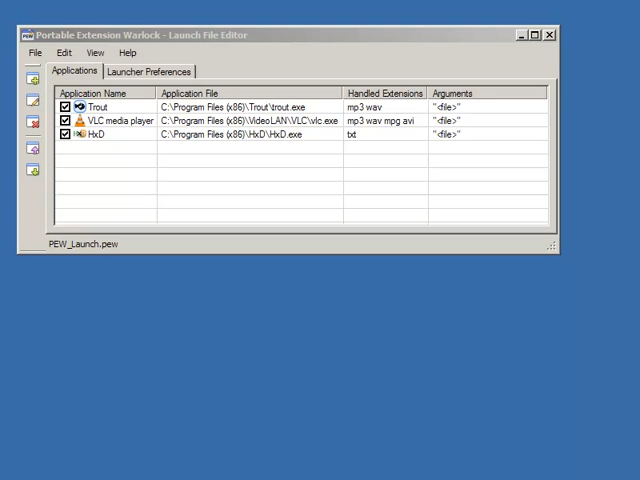 Portable Extension Warlock - Launch File Editor
File Edit View Help
Applications Launcher Preferences
Application Name Application File Handled Extensions Arguments
Trout C:\Program Files (x86)\Trout\trout.exe mp3 wav "<file>"
VLC media player C:\Program Files (x86)\VideoLAN\VLC\vlc.exe mp3 wav mpg avi "<file>"
HxD C:\Program Files (x86)\HxD\HxD.exe txt "<file>"
PEW_Launch.pew